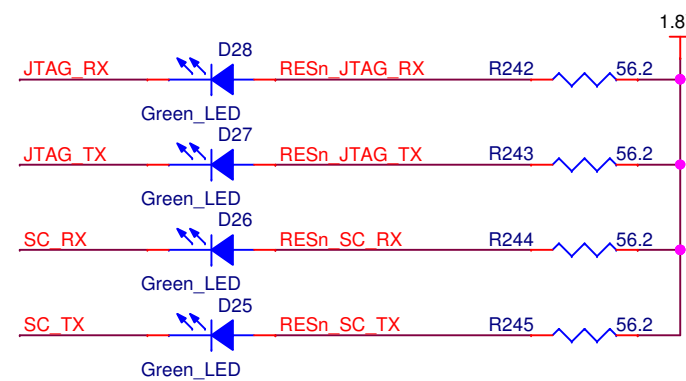 1.8
D28
JTAG_RX RESn_JTAG_RX R242 56.2
Green_LED
D27
JTAG_TX RESn_JTAG_TX R243 56.2
Green_LED
D26
SC_RX RESn_SC_RX R244 56.2
Green_LED
D25
SC_TX RESn_SC_TX R245 56.2
Green_LED